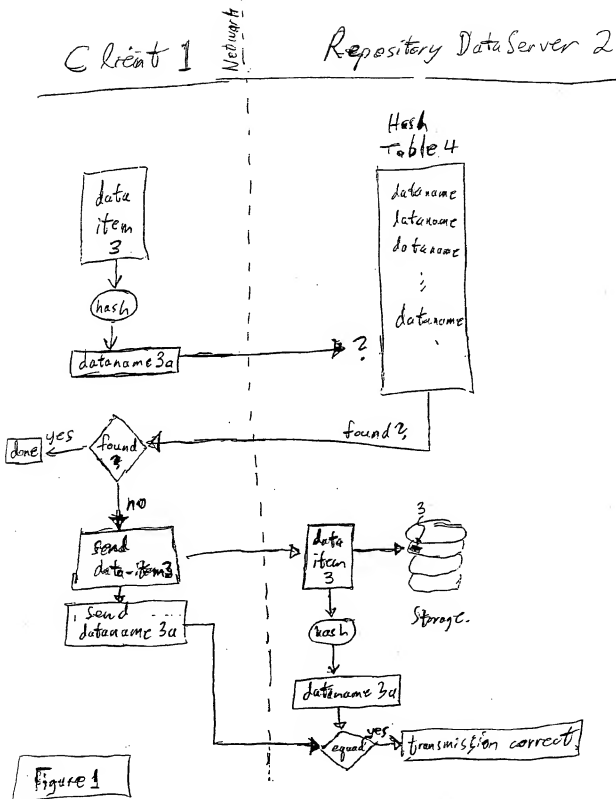 Client 1
Network
Repository DataServer 2
Hash
Table 4
data
item
3
dataname
dataname
dataname
dataname
hash
dataname 3a
?
found?
yes
done
found
?
no
send
data-item 3
data
item
3
3
Storage.
send
dataname 3a
hash
dataname 3a
equal
yes
transmission correct.
Figure 1